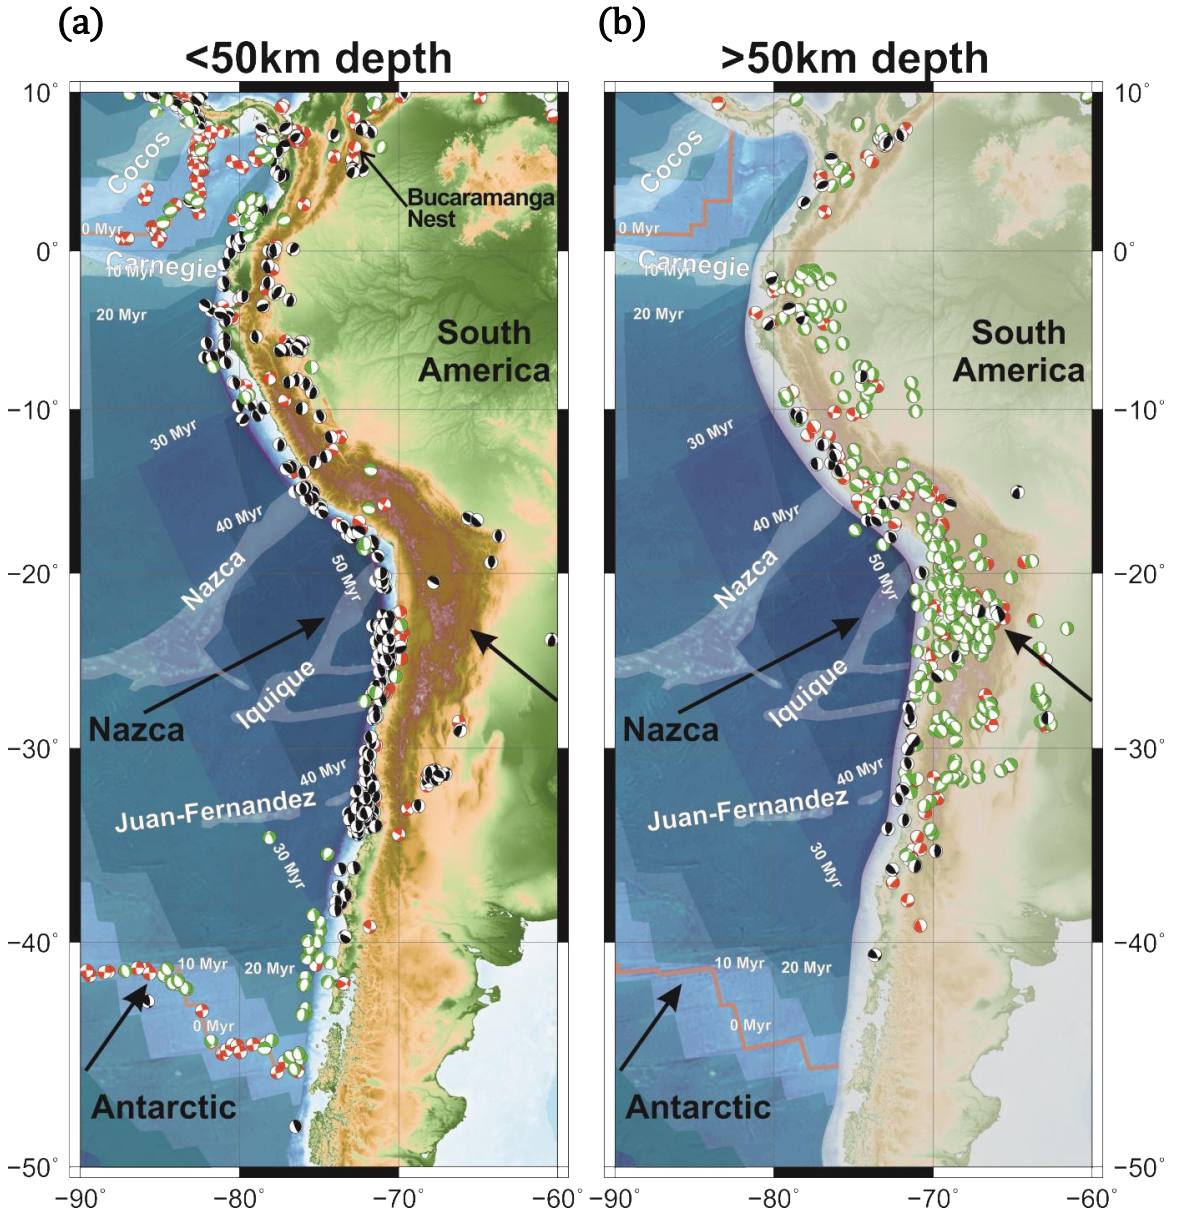 (a)
<50km depth
10°
0°
−10°
−20°
−30°
−40°
−50°
−90°
−80°
−70°
−60°
Cocos
0 Myr
Carnegie
10 Myr
20 Myr
Bucaramanga
Nest
South
America
30 Myr
40 Myr
Nazca
50 Myr
Iquique
Nazca
40 Myr
Juan-Fernandez
30 Myr
10 Myr
20 Myr
0 Myr
Antarctic
(b)
>50km depth
10°
0°
−10°
−20°
−30°
−40°
−50°
−90°
−80°
−70°
−60°
Cocos
0 Myr
Carnegie
10 Myr
20 Myr
South
America
30 Myr
40 Myr
Nazca
50 Myr
Iquique
Nazca
40 Myr
Juan-Fernandez
30 Myr
10 Myr
20 Myr
0 Myr
Antarctic